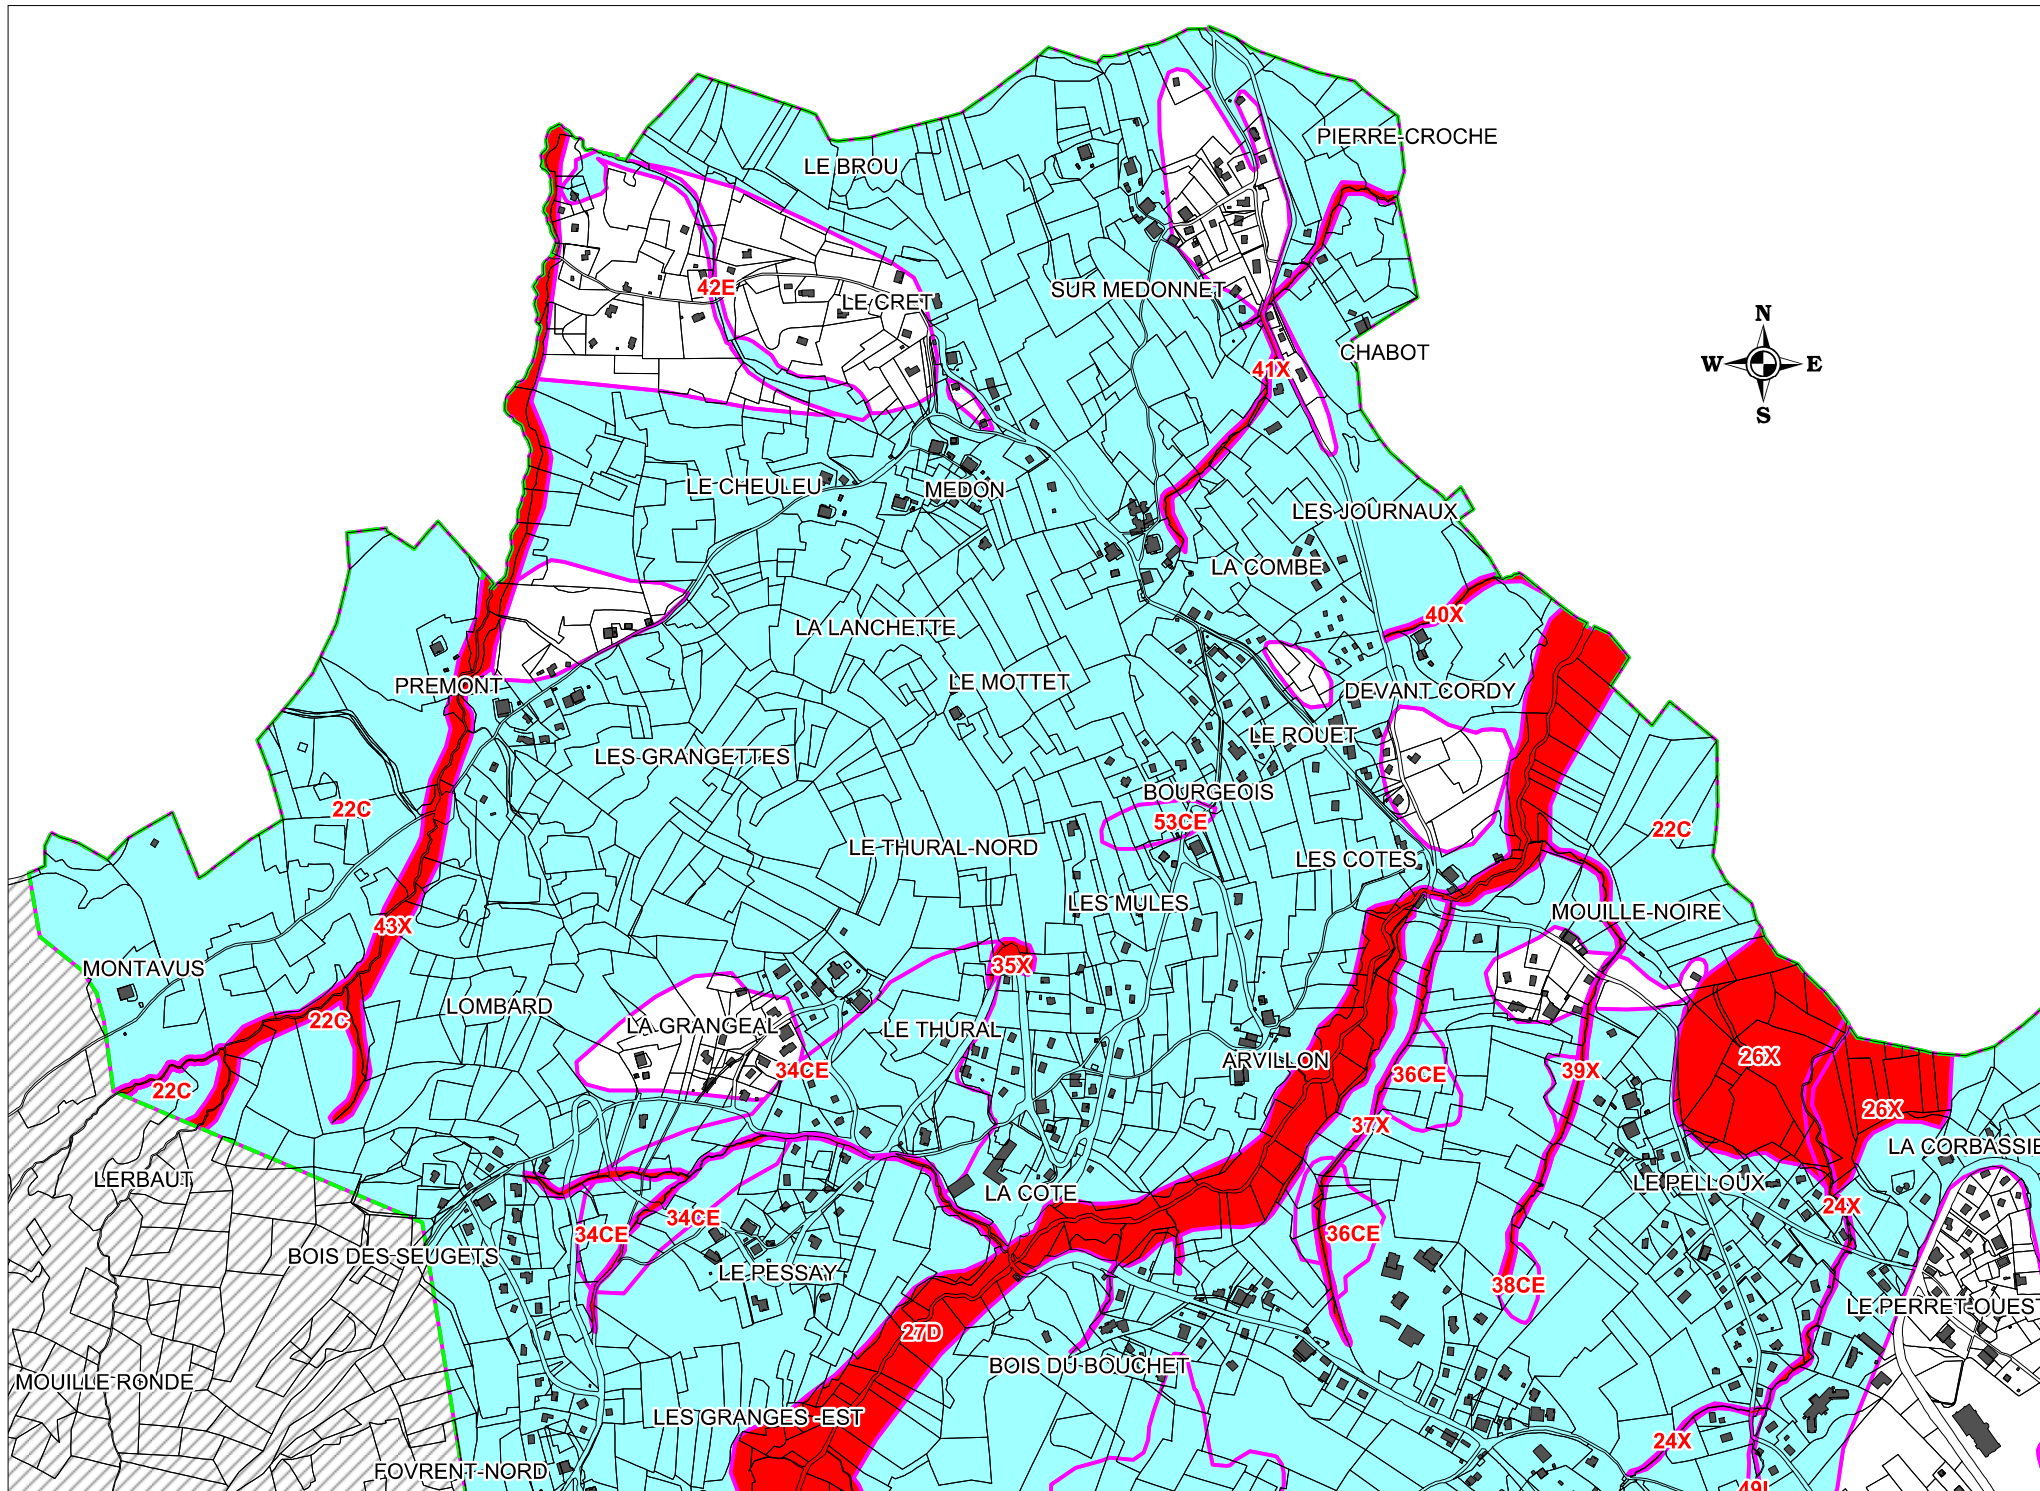 PIERRE-CROCHE
LE BROU
42E
LE CRET
SUR MEDONNET
N
W
E
S
CHABOT
41X
LE CHEULEU
MEDON
LES JOURNAUX
LA COMBE
40X
LA LANCHETTE
PREMONT
LE MOTTET
DEVANT CORDY
LE ROUET
LES GRANGETTES
BOURGEOIS
22C
53CE
22C
LE THURAL-NORD
LES COTES
LES MULES
MOUILLE-NOIRE
43X
MONTAVUS
35X
LOMBARD
22C
LA GRANGEAL
LE THURAL
ARVILLON
26X
34CE
36CE
39X
22C
26X
37X
LA CORBASSIE
LERBAUT
LE PELLOUX
LA COTE
24X
34CE
34CE
36CE
BOIS DES-SEUGETS
LE PESSAY
38CE
LE PERRET-OUEST
27D
BOIS DU-BOUCHET
MOUILLE RONDE
LES GRANGES -EST
24X
FOVRENT-NORD